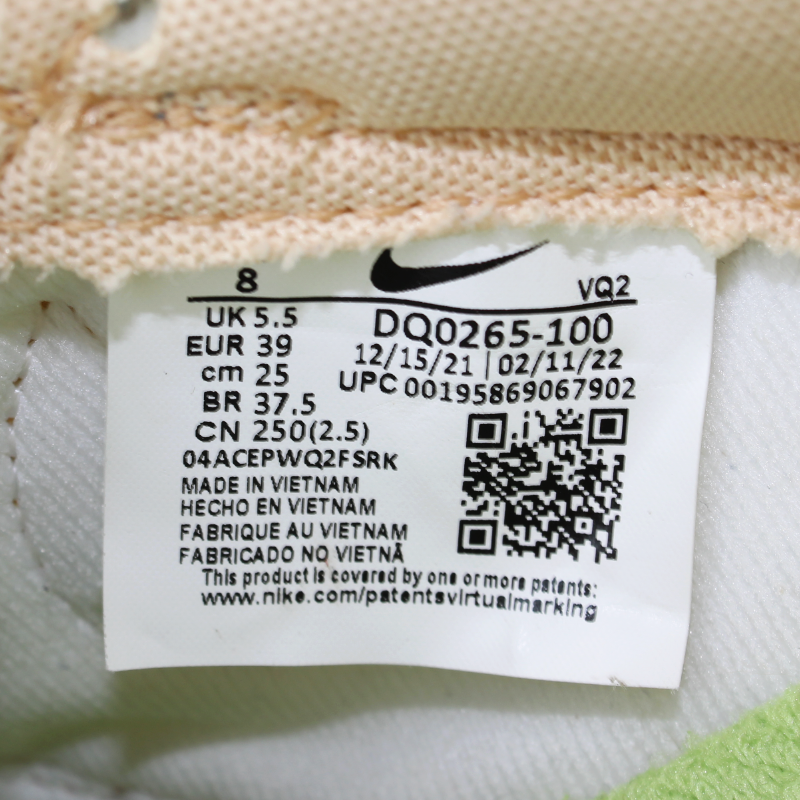 8 VQ2
UK 5.5
EUR 39
cm 25
BR 37.5
CN 250(2.5)
DQ0265-100
12/15/21 | 02/11/22
UPC 00195869067902
04ACEPWQ2FSRK
MADE IN VIETNAM
HECHO EN VIETNAM
FABRIQUE AU VIETNAM
FABRICADO NO VIETNÃ
This product is covered by one or more patents:
www.nike.com/patentsvirtualmarking